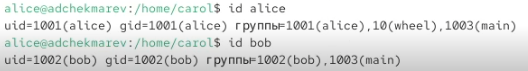 alice@adchekmarev:/home/carol$ id alice
uid=1001(alice) gid=1001(alice) группы=1001(alice),10(wheel),1003(main)
alice@adchekmarev:/home/carol$ id bob
uid=1002(bob) gid=1002(bob) группы=1002(bob),1003(main)